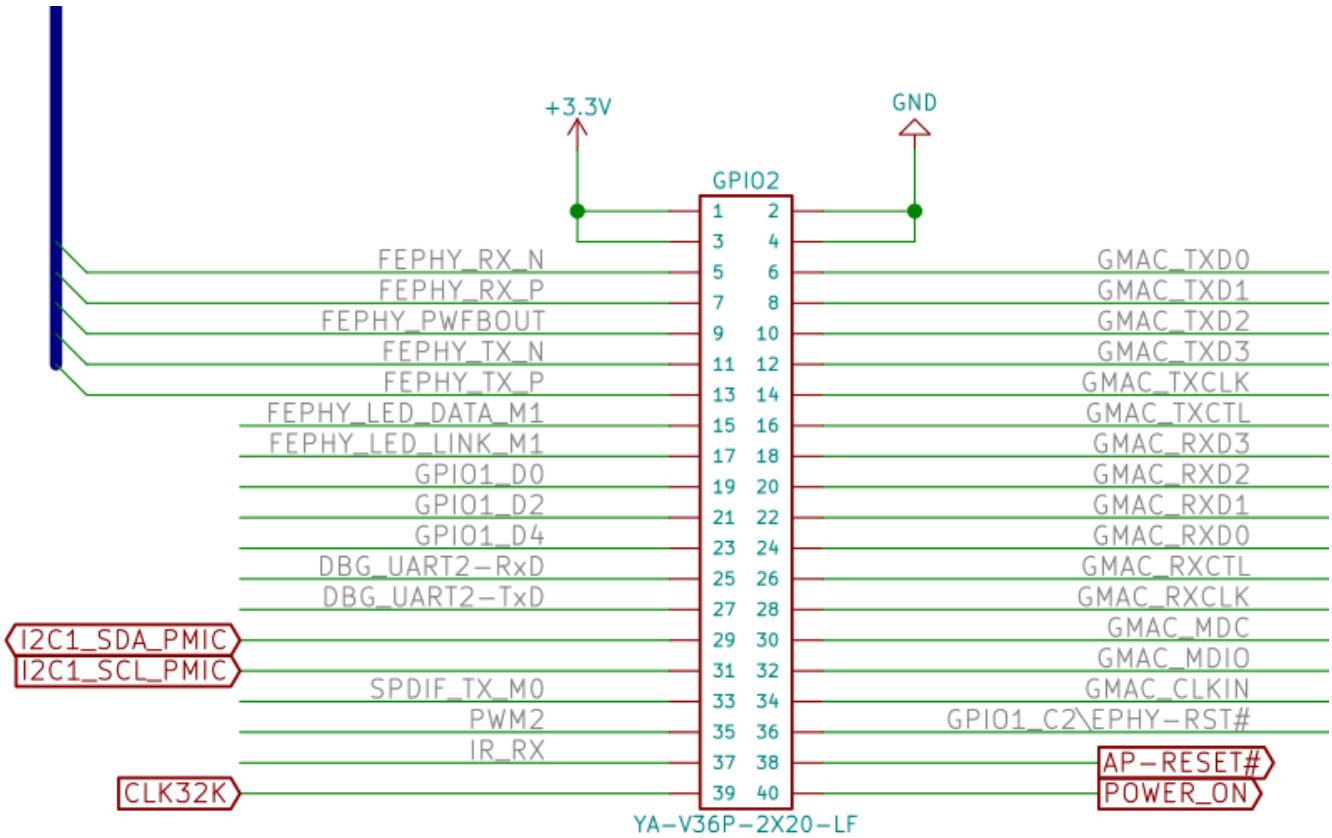 +3.3V GND
GPIO2
1 2
3 4
FEPHY_RX_N 5 6 GMAC_TXD0
FEPHY_RX_P 7 8 GMAC_TXD1
FEPHY_PWFBOUT 9 10 GMAC_TXD2
FEPHY_TX_N 11 12 GMAC_TXD3
FEPHY_TX_P 13 14 GMAC_TXCLK
FEPHY_LED_DATA_M1 15 16 GMAC_TXCTL
FEPHY_LED_LINK_M1 17 18 GMAC_RXD3
GPIO1_D0 19 20 GMAC_RXD2
GPIO1_D2 21 22 GMAC_RXD1
GPIO1_D4 23 24 GMAC_RXD0
DBG_UART2-RxD 25 26 GMAC_RXCTL
DBG_UART2-TxD 27 28 GMAC_RXCLK
I2C1_SDA_PMIC 29 30 GMAC_MDC
I2C1_SCL_PMIC 31 32 GMAC_MDIO
SPDIF_TX_M0 33 34 GMAC_CLKIN
PWM2 35 36 GPIO1_C2\EPHY-RST#
IR_RX 37 38 AP-RESET#
CLK32K 39 40 POWER_ON
YA-V36P-2X20-LF